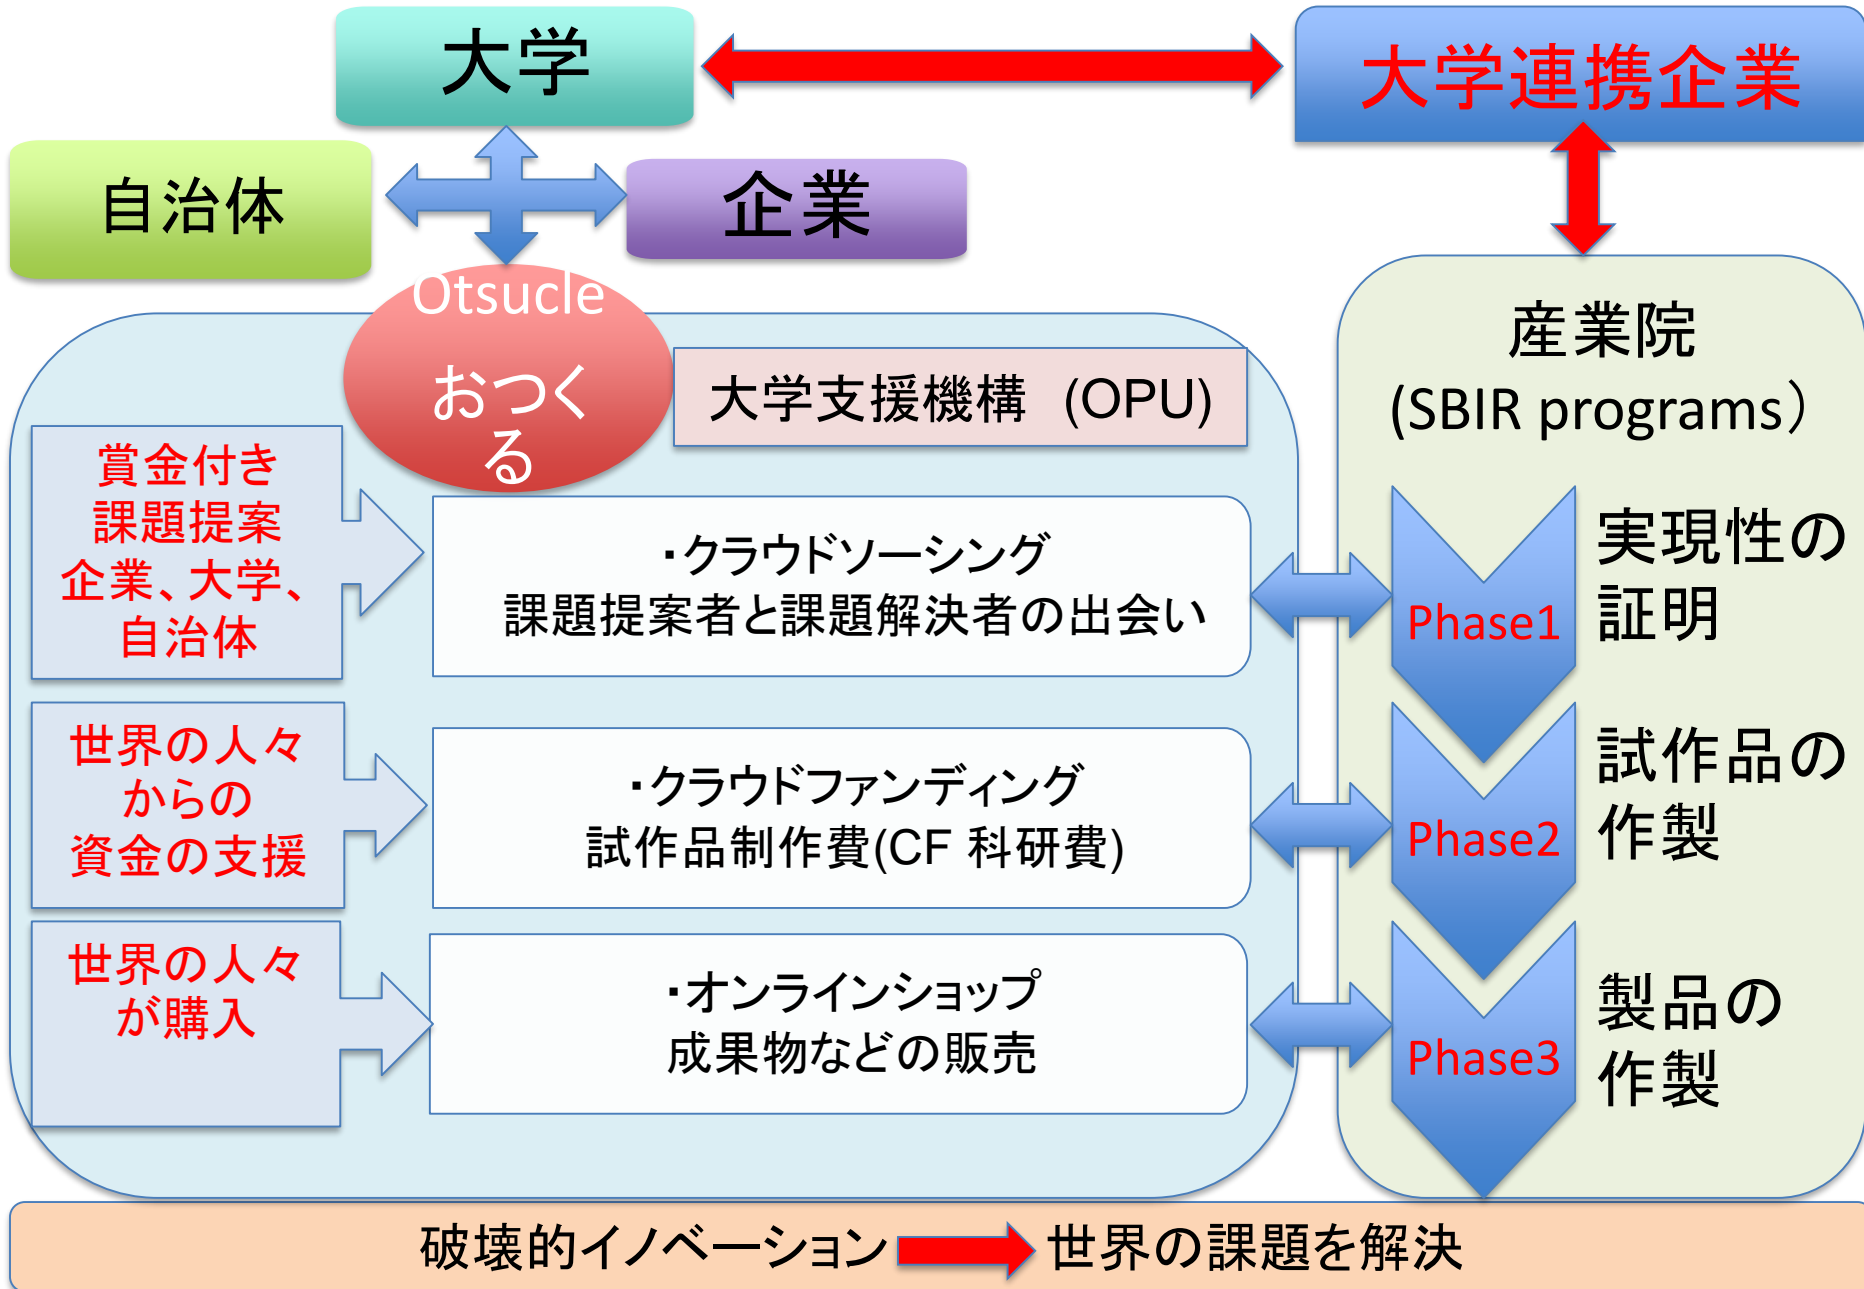 大学
大学連携企業
自治体
企業
Otsucle
おつく
る
大学支援機構　(OPU)
産業院
(SBIR programs）
賞金付き
課題提案
企業、大学、
自治体
・クラウドソーシング
課題提案者と課題解決者の出会い
Phase1
実現性の
証明
世界の人々
からの
資金の支援
・クラウドファンディング
試作品制作費(CF 科研費)
Phase2
試作品の
作製
世界の人々
が購入
・オンラインショップ
成果物などの販売
Phase3
製品の
作製
破壊的イノベーション
世界の課題を解決